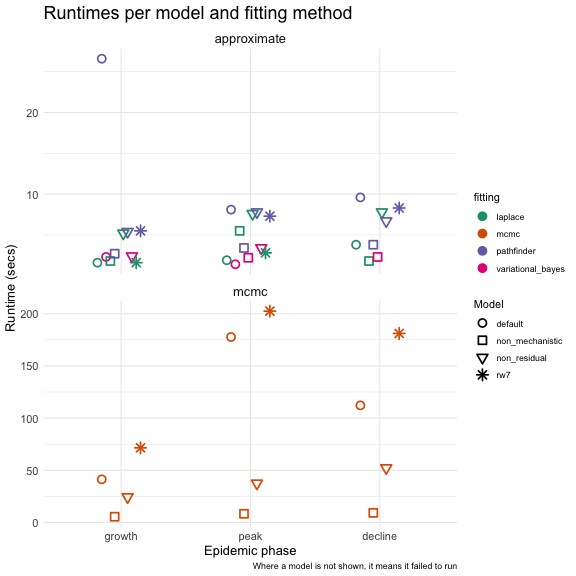 Runtimes per model and fitting method
approximate
20
10
mcmc
200
150
100
50
0
Runtime (secs)
growth
peak
decline
Epidemic phase
Where a model is not shown, it means it failed to run
fitting
laplace
mcmc
pathfinder
variational_bayes
Model
default
non_mechanistic
non_residual
rw7